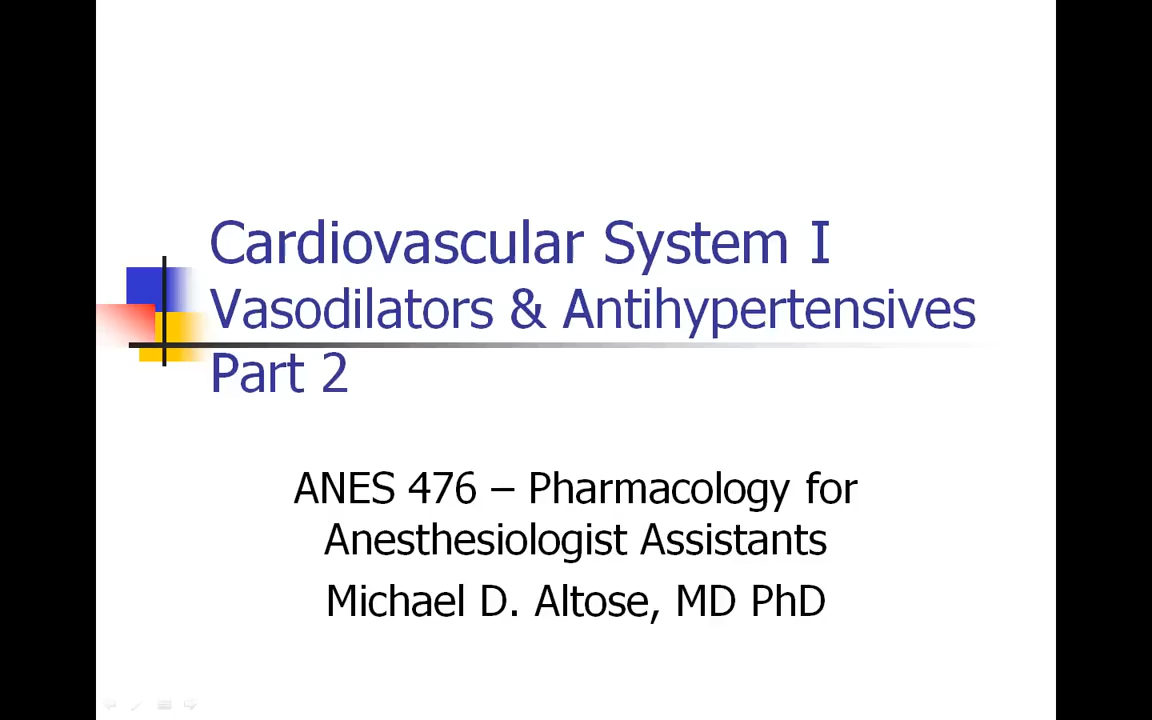 Cardiovascular System I
Vasodilators & Antihypertensives
Part 2
ANES 476 – Pharmacology for
Anesthesiologist Assistants
Michael D. Altose, MD PhD